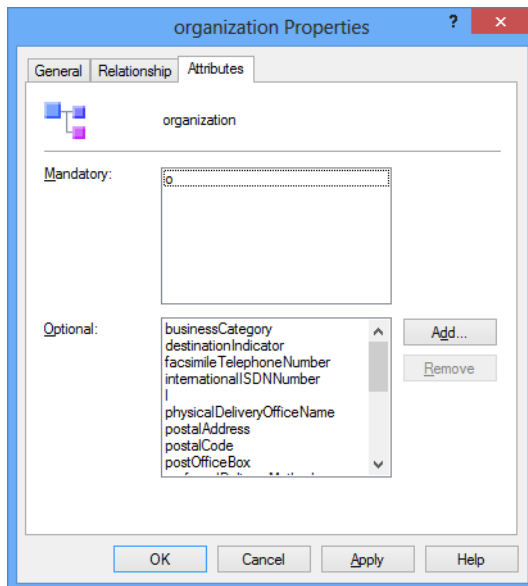 organization Properties
?
General
Relationship
Attributes
organization
Mandatory:
o
Optional:
businessCategory
destinationIndicator
facsimileTelephoneNumber
internationalISDNNumber
l
physicalDeliveryOfficeName
postalAddress
postalCode
postOfficeBox
Add...
Remove
OK
Cancel
Apply
Help